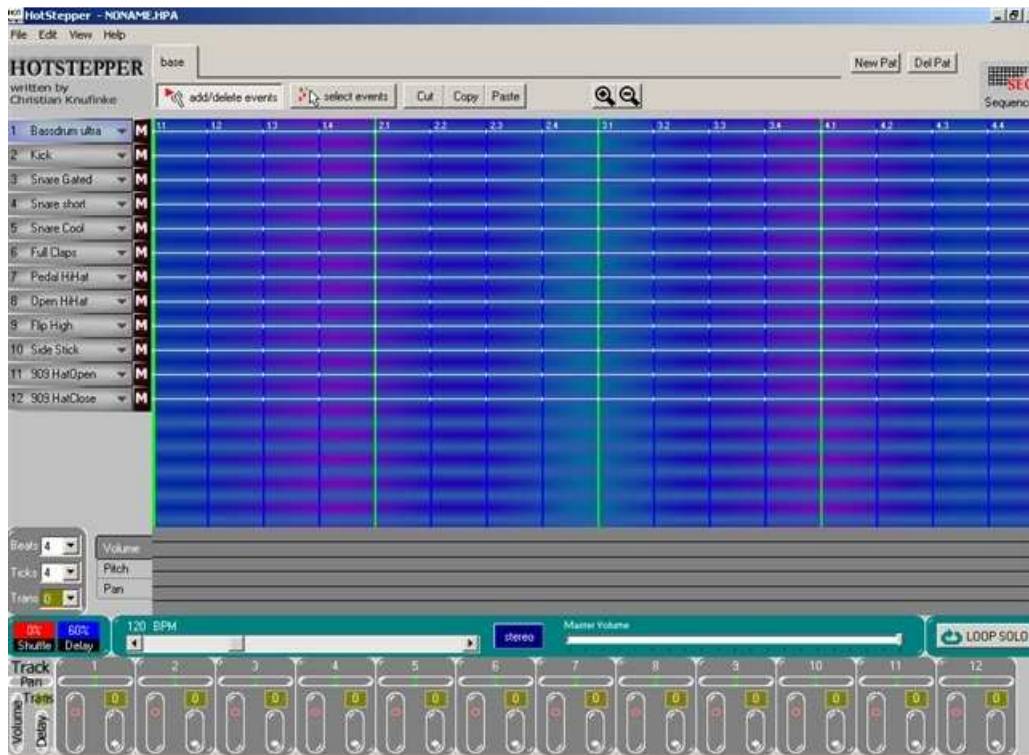 HotStepper - NONAME.HPA
File Edit View Help
HOTSTEPPER
written by
Christian Knufinke
base
New Pat
Del Pat
add/delete events
select events
Cut
Copy
Paste
SEQ
Sequenc
1 Bassdrum ultra M
2 Kick M
3 Snare Gated M
4 Snare short M
5 Snare Cool M
6 Full Claps M
7 Pedal HiHat M
8 Open HiHat M
9 Flip High M
10 Side Stick M
11 909 HatOpen M
12 909 HatClose M
1.1 1.2 1.3 1.4 2.1 2.2 2.3 2.4 3.1 3.2 3.3 3.4 4.1 4.2 4.3 4.4
Beats 4
Ticks 4
Trans 0
Volume
Pitch
Pan
0% 60%
Shuffle Delay
120 BPM
stereo
Master Volume
LOOP SOLO
Track 1 2 3 4 5 6 7 8 9 10 11 12
Pan
Trans 0 0 0 0 0 0 0 0 0 0 0 0
Volume
Delay